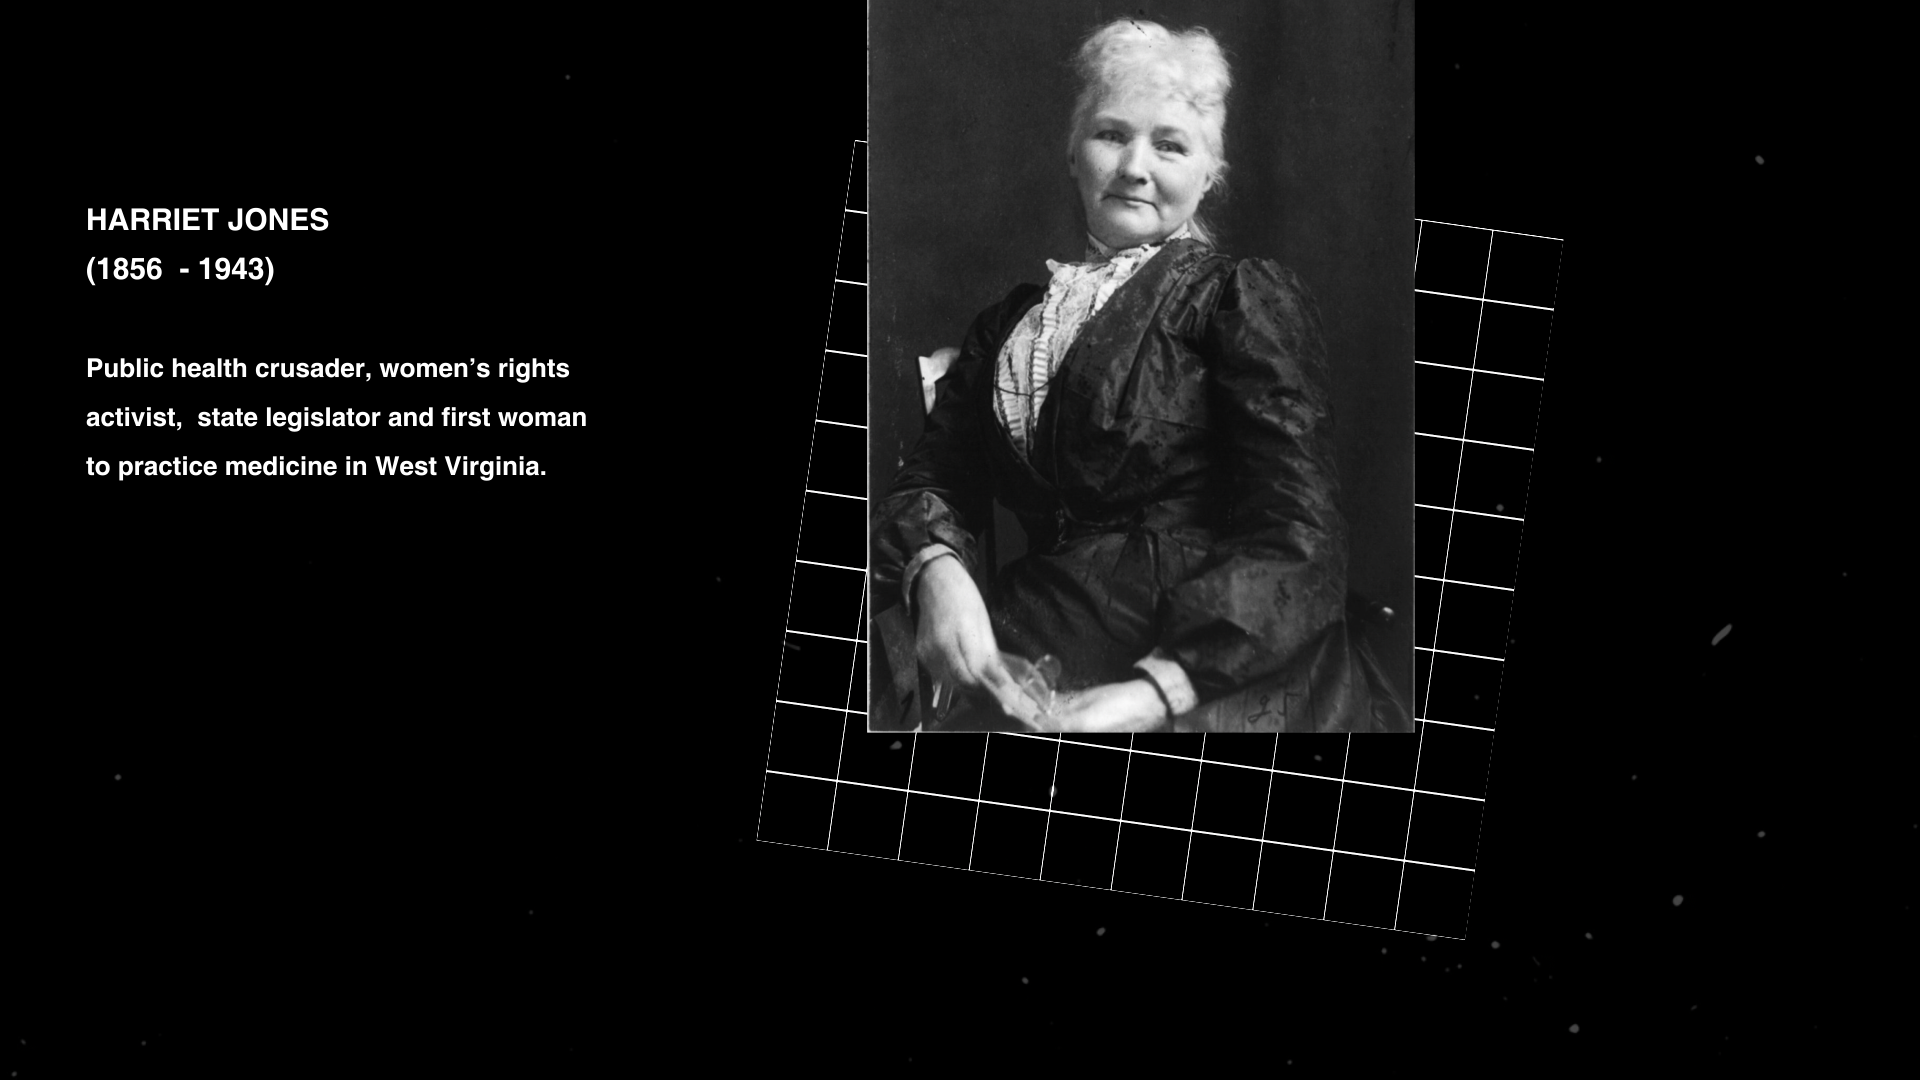 HARRIET JONES
(1856  - 1943)
Public health crusader, women’s rights
activist,  state legislator and first woman
to practice medicine in West Virginia.